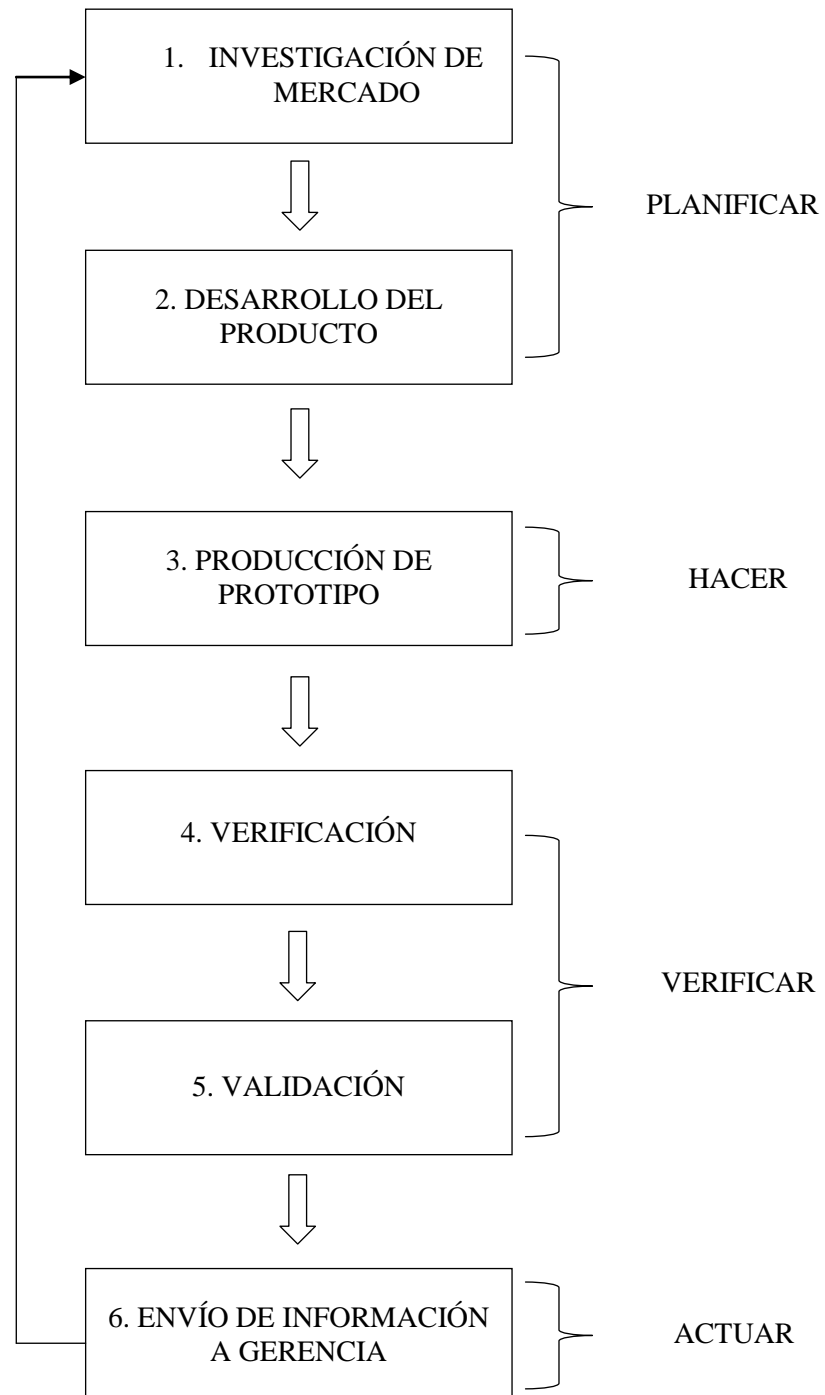 1. INVESTIGACIÓN DE
MERCADO
PLANIFICAR
2. DESARROLLO DEL
PRODUCTO
3. PRODUCCIÓN DE
PROTOTIPO
HACER
4. VERIFICACIÓN
VERIFICAR
5. VALIDACIÓN
6. ENVÍO DE INFORMACIÓN
A GERENCIA
ACTUAR